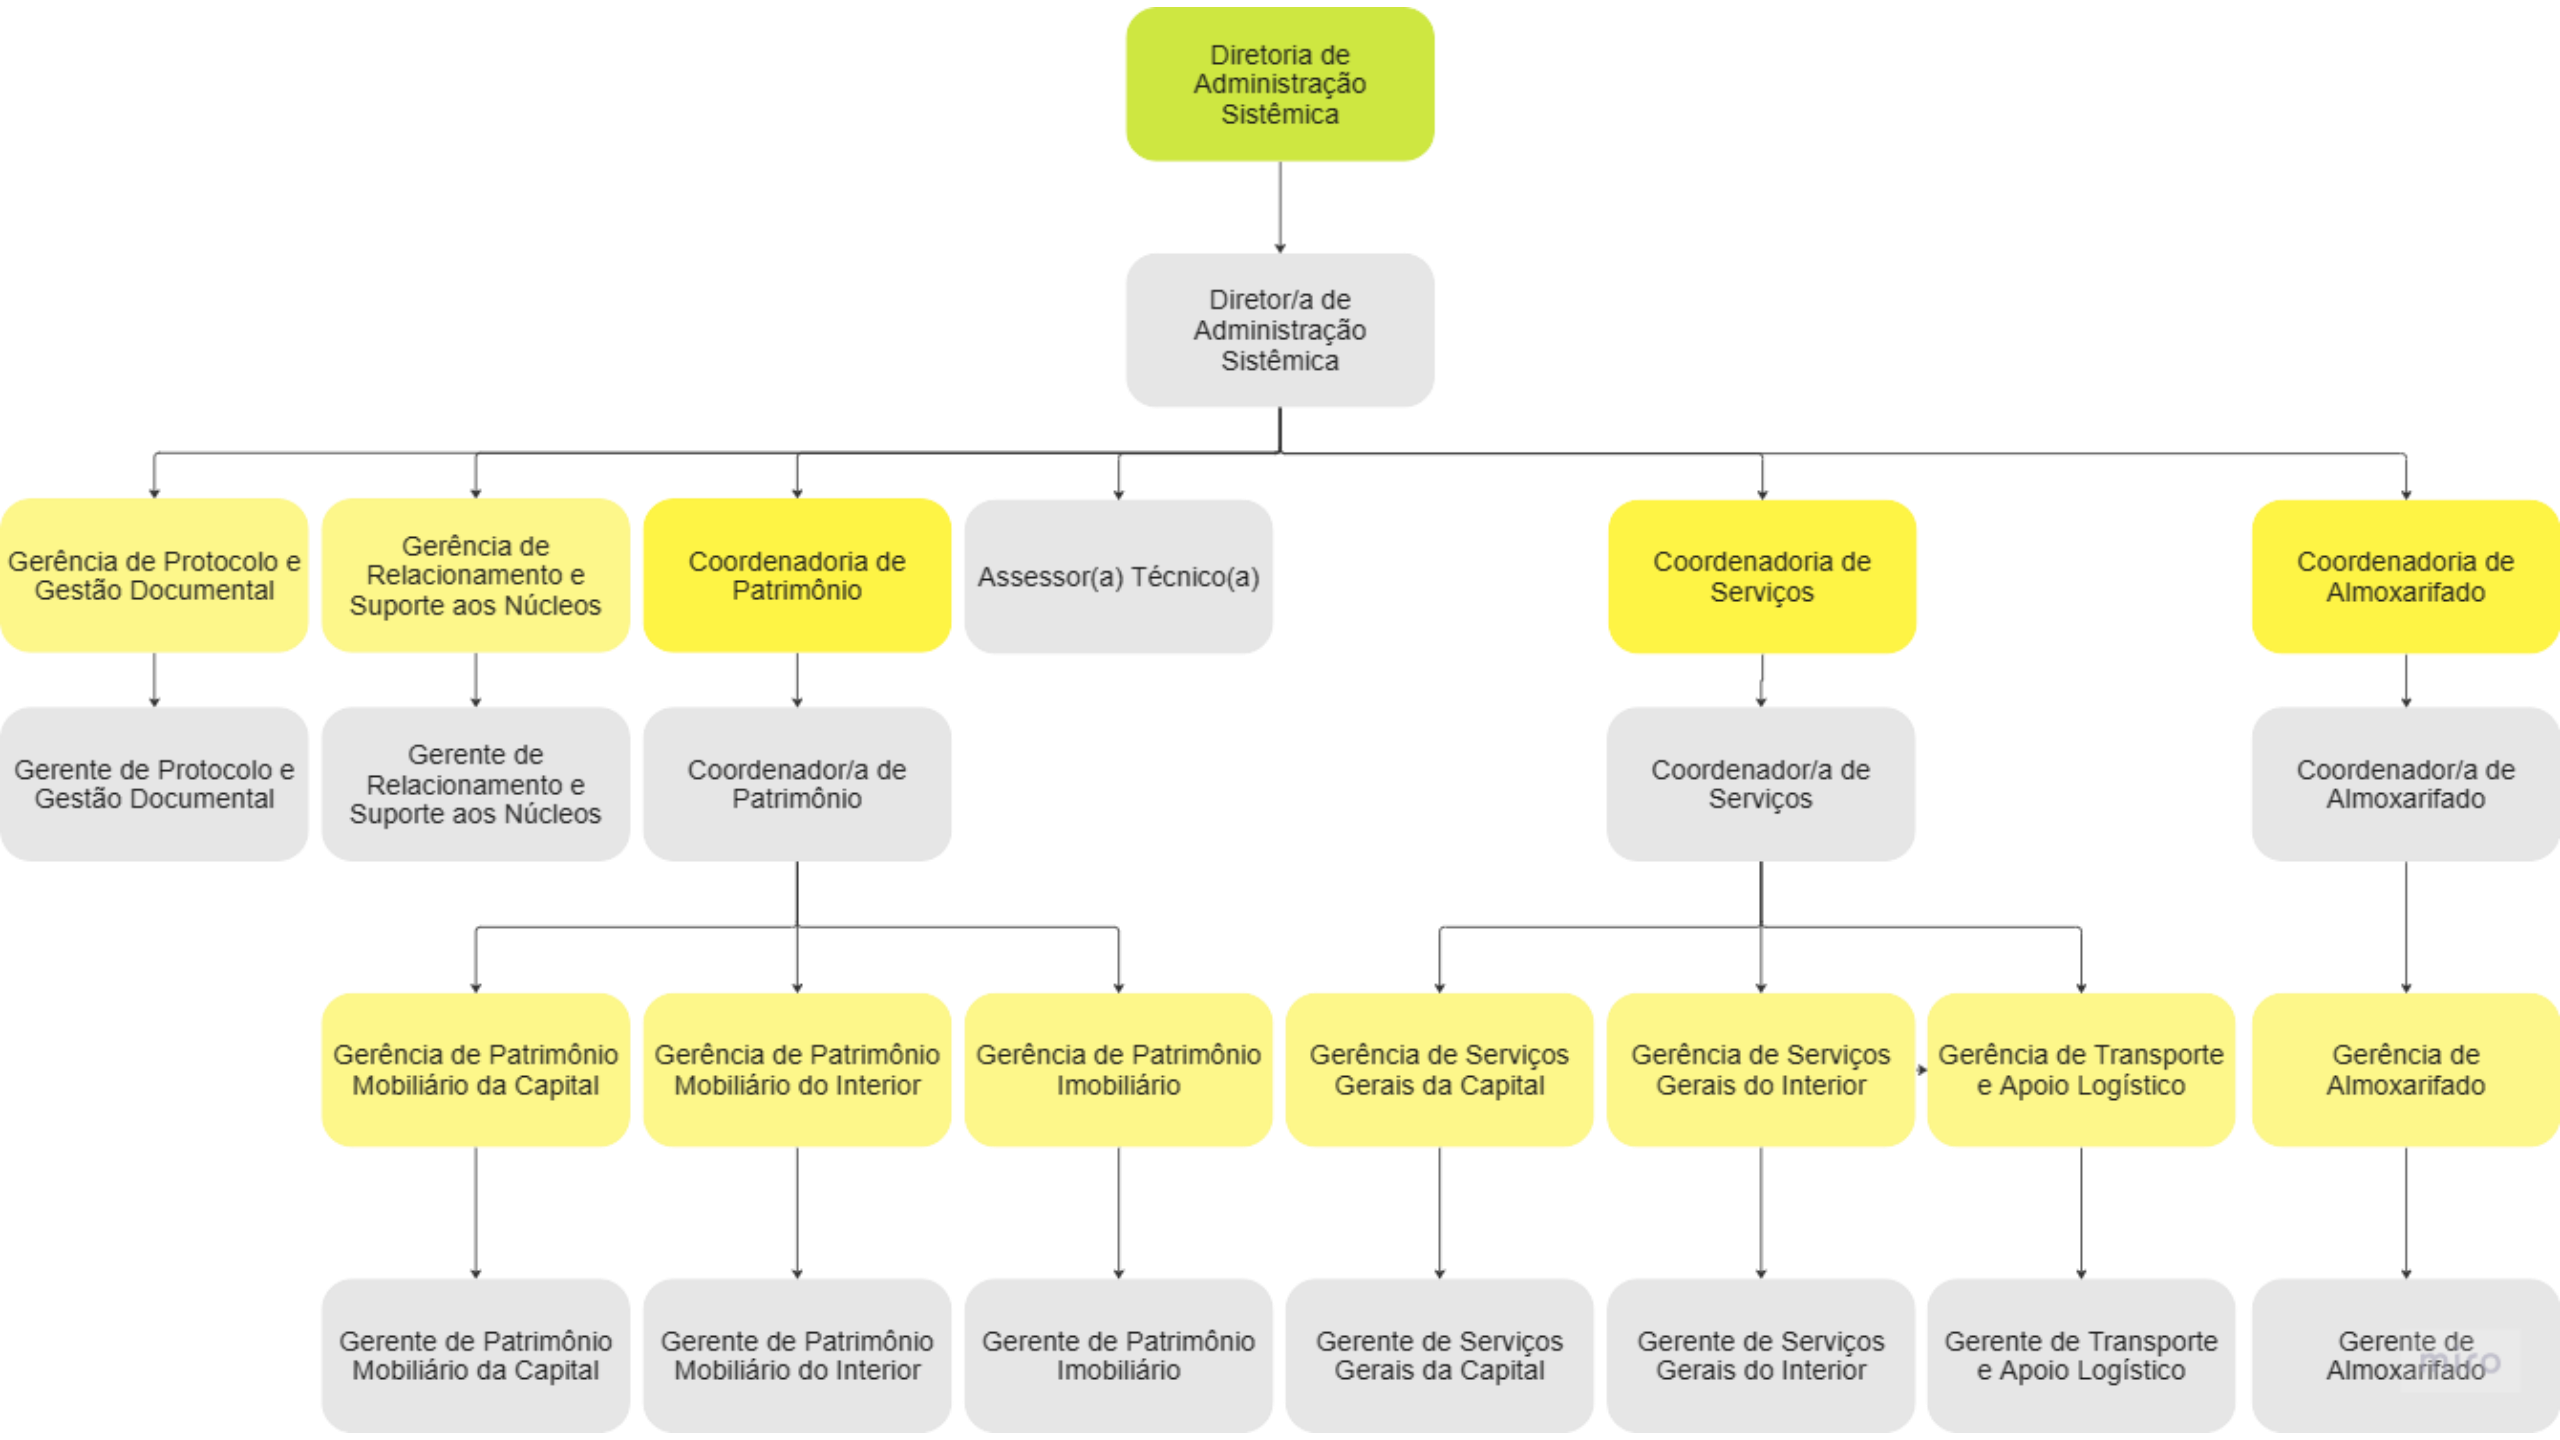 Diretoria de
Administração
Sistêmica
Diretor/a de
Administração
Sistêmica
Gerência de Protocolo e
Gestão Documental
Gerência de
Relacionamento e
Suporte aos Núcleos
Coordenadoria de
Patrimônio
Assessor(a) Técnico(a)
Coordenadoria de
Serviços
Coordenadoria de
Almoxarifado
Gerente de Protocolo e
Gestão Documental
Gerente de
Relacionamento e
Suporte aos Núcleos
Coordenador/a de
Patrimônio
Coordenador/a de
Serviços
Coordenador/a de
Almoxarifado
Gerência de Patrimônio
Mobiliário da Capital
Gerência de Patrimônio
Mobiliário do Interior
Gerência de Patrimônio
Imobiliário
Gerência de Serviços
Gerais da Capital
Gerência de Serviços
Gerais do Interior
Gerência de Transporte
e Apoio Logístico
Gerência de
Almoxarifado
Gerente de Patrimônio
Mobiliário da Capital
Gerente de Patrimônio
Mobiliário do Interior
Gerente de Patrimônio
Imobiliário
Gerente de Serviços
Gerais da Capital
Gerente de Serviços
Gerais do Interior
Gerente de Transporte
e Apoio Logístico
Gerente de
Almoxarifado
miro